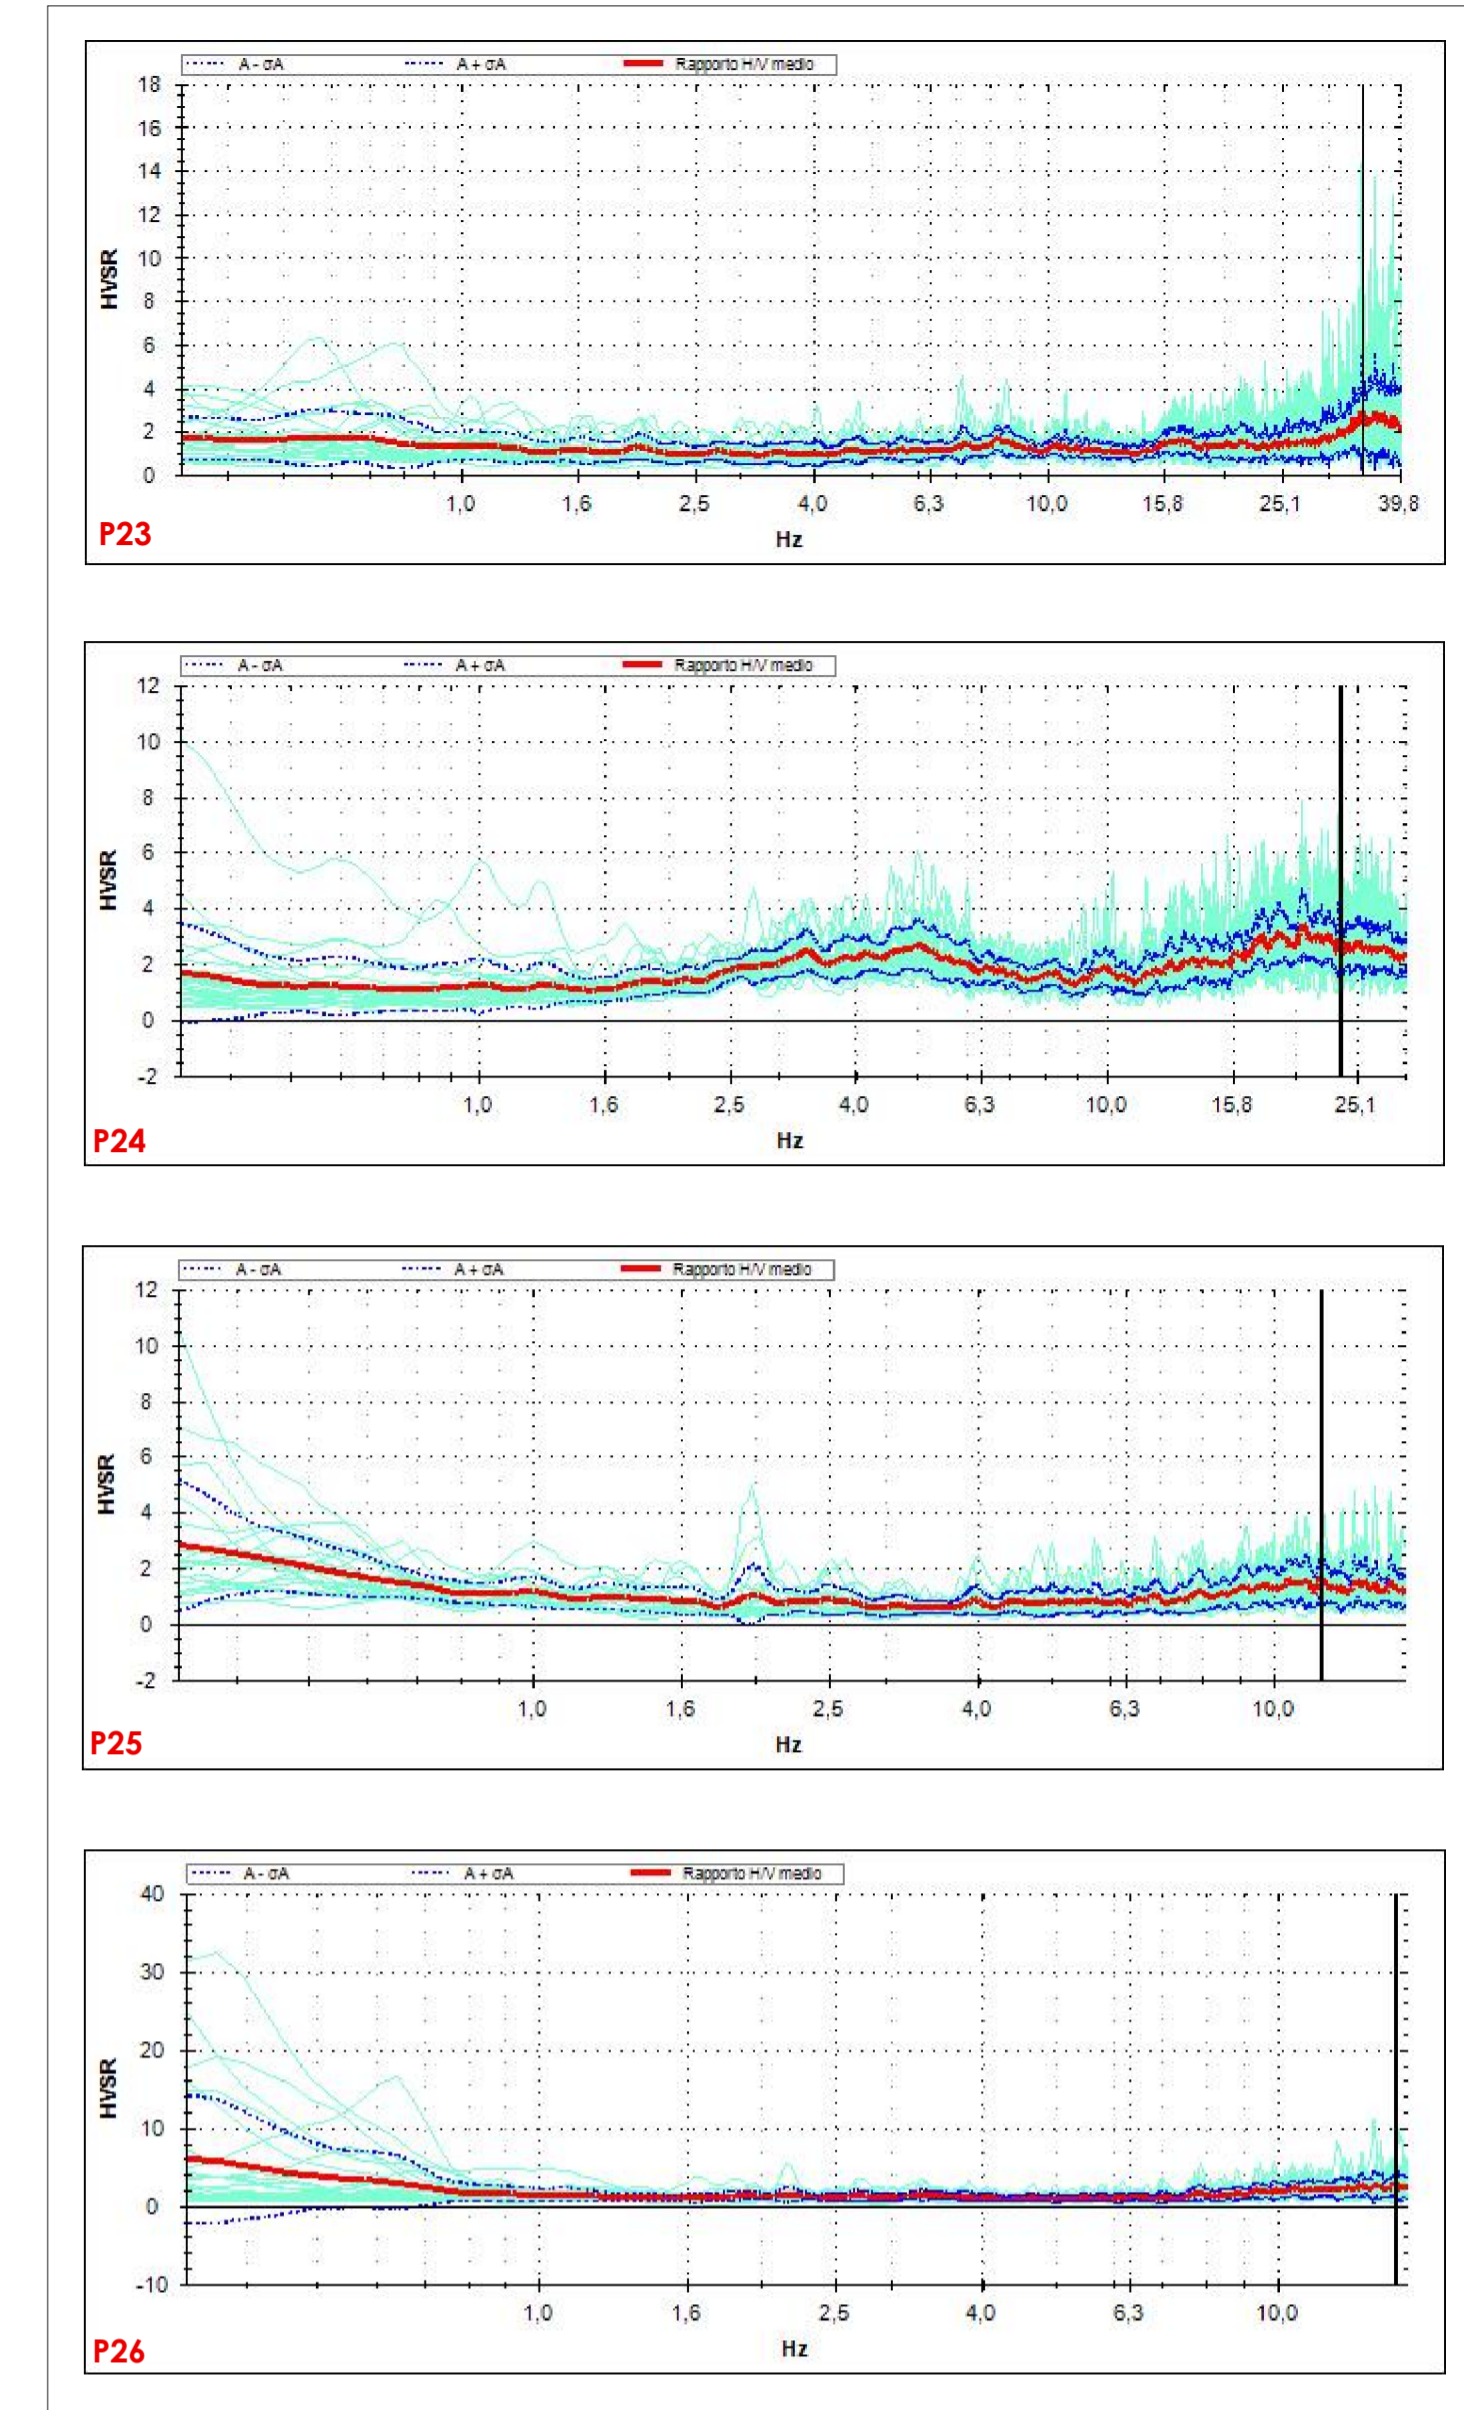 A - σA A + σA Rapporto H/V medio
18
16
14
12
10
8
6
4
2
0
HVSR
1,0 1,6 2,5 4,0 6,3 10,0 15,8 25,1 39,8
Hz
P23
A - σA A + σA Rapporto H/V medio
12
10
8
6
4
2
0
-2
HVSR
1,0 1,6 2,5 4,0 6,3 10,0 15,8 25,1
Hz
P24
A - σA A + σA Rapporto H/V medio
12
10
8
6
4
2
0
-2
HVSR
1,0 1,6 2,5 4,0 6,3 10,0
Hz
P25
A - σA A + σA Rapporto H/V medio
40
30
20
10
0
-10
HVSR
1,0 1,6 2,5 4,0 6,3 10,0
Hz
P26